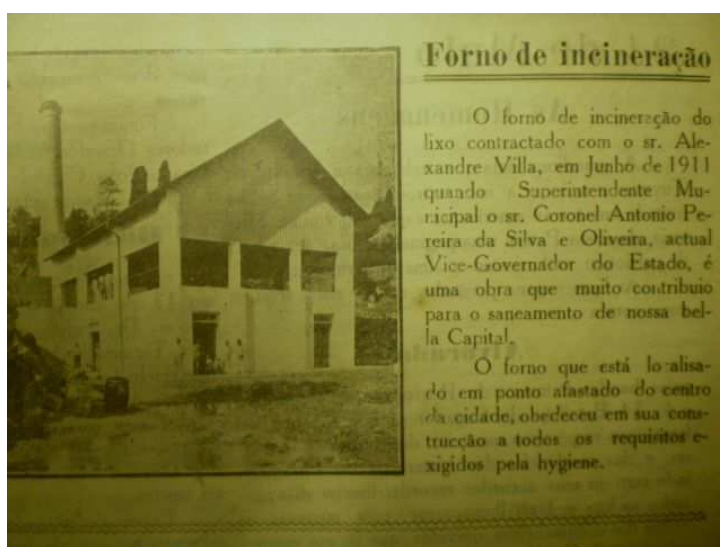 Forno de incineração
O forno de incineração do
lixo contractado com o sr. Ale-
xandre Villa, em Junho de 1911
quando Superintendente Mu-
nicipal o sr. Coronel Antonio Pe-
reira da Silva e Oliveira, actual
Vice-Governador do Estado, é
uma obra que muito contribuio
para o saneamento de nossa bel-
la Capital.
O forno que está localisa-
do em ponto afastado do centro
da cidade, obedeceu em sua cons-
trucção a todos os requisitos e-
xigidos pela hygiene.